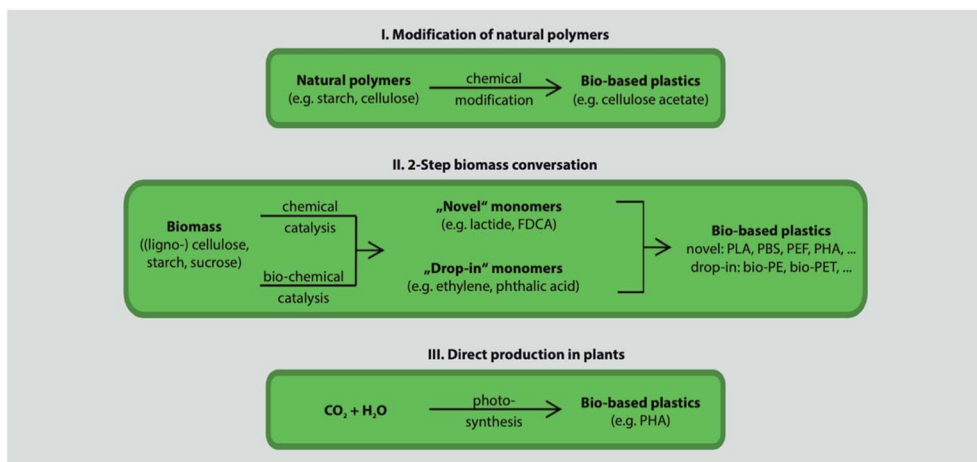 I. Modification of natural polymers
Natural polymers
(e.g. starch, cellulose)
chemical
modification
Bio-based plastics
(e.g. cellulose acetate)
II. 2-Step biomass conversation
Biomass
((ligno-) cellulose,
starch, sucrose)
chemical
catalysis
bio-chemical
catalysis
„Novel“ monomers
(e.g. lactide, FDCA)
„Drop-in“ monomers
(e.g. ethylene, phthalic acid)
Bio-based plastics
novel: PLA, PBS, PEF, PHA, ...
drop-in: bio-PE, bio-PET, ...
III. Direct production in plants
CO₂ + H₂O
photo-
synthesis
Bio-based plastics
(e.g. PHA)